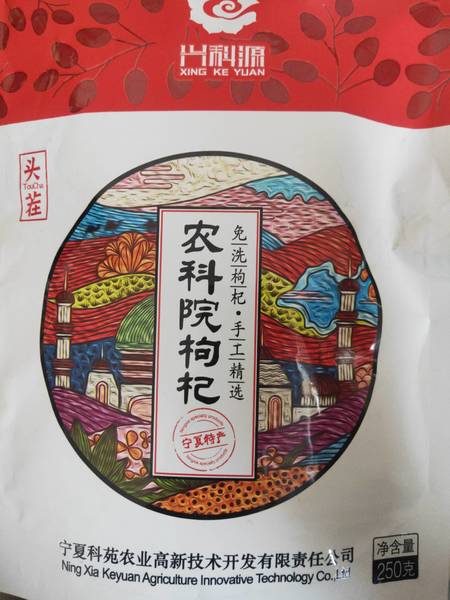 兴科源
XING KE YUAN
头茬
TouCha
农科院枸杞
免洗枸杞·手工精选
宁夏特产
宁夏科苑农业高新技术开发有限责任公司
Ning Xia Keyuan Agriculture Innovative Technology Co.,Ltd
净含量
250克